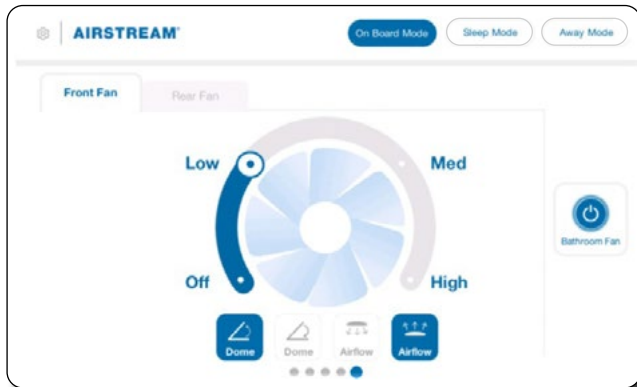 AIRSTREAM
On Board Mode
Sleep Mode
Away Mode
Front Fan
Rear Fan
Low
Med
Off
High
Bathroom Fan
Dome
Dome
Airflow
Airflow